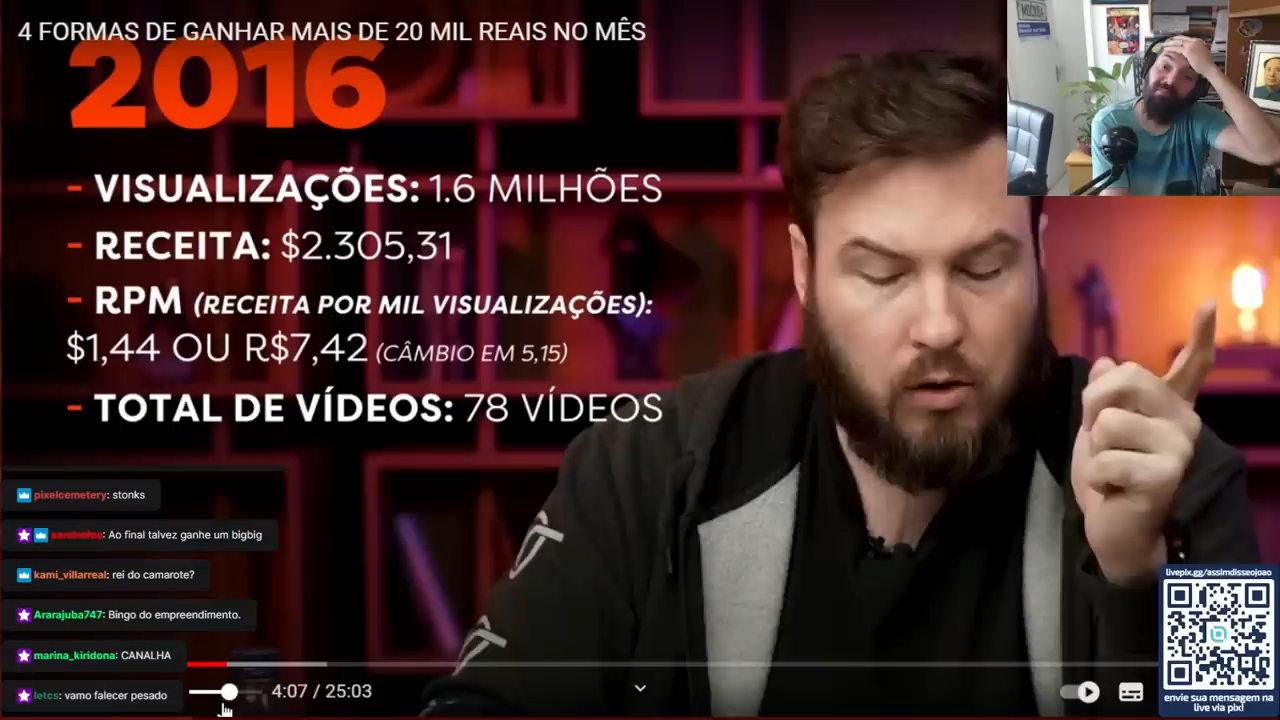 4 FORMAS DE GANHAR MAIS DE 20 MIL REAIS NO MÊS
2016
- VISUALIZAÇÕES: 1.6 MILHÕES
- RECEITA: $2.305,31
- RPM (RECEITA POR MIL VISUALIZAÇÕES):
$1,44 OU R$7,42 (CÂMBIO EM 5,15)
- TOTAL DE VÍDEOS: 78 VÍDEOS
pixelcemetery: stonks
Ao final talvez ganhe um bigbig
kami_villarreal: rei do camarote?
Ararajuba747: Bingo do empreendimento.
marina_kiridona: CANALHA
letcs: vamo falecer pesado
4:07 / 25:03
livepix.gg/assimdisseojoao
envie sua mensagem na
live via pix!